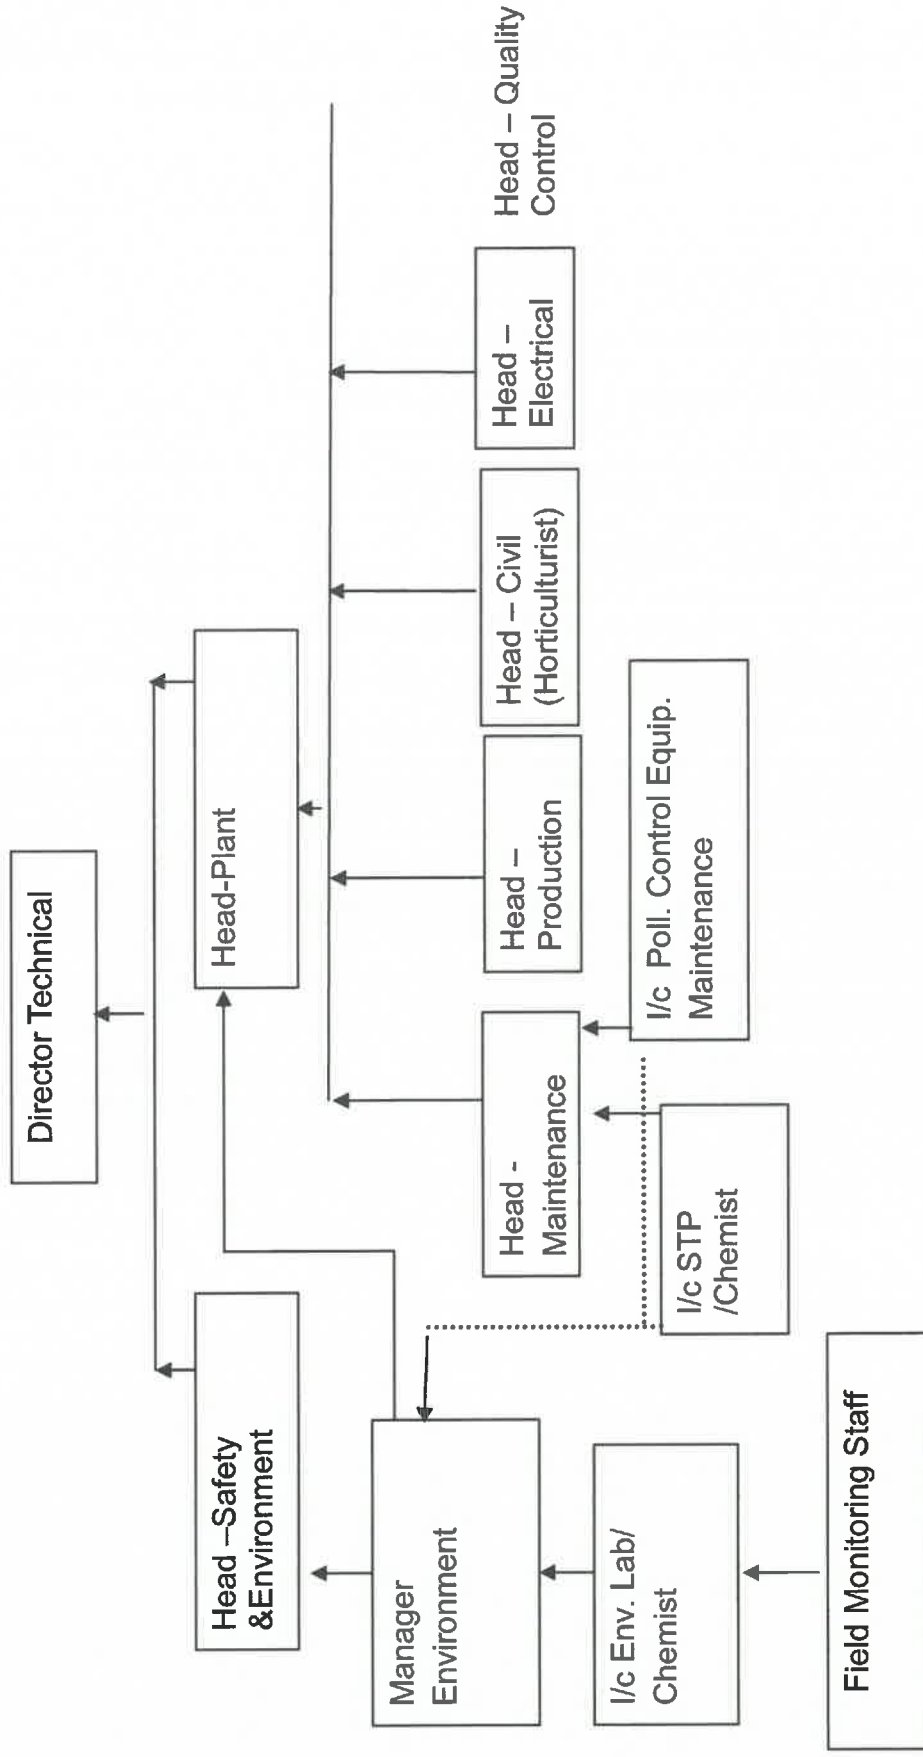 Director Technical
Head –Safety
&Environment
Head-Plant
Manager
Environment
Head -
Maintenance
Head –
Production
Head – Civil
(Horticulturist)
Head –
Electrical
Head – Quality
Control
I/c Env. Lab/
Chemist
I/c STP
/Chemist
I/c Poll. Control Equip.
Maintenance
Field Monitoring Staff